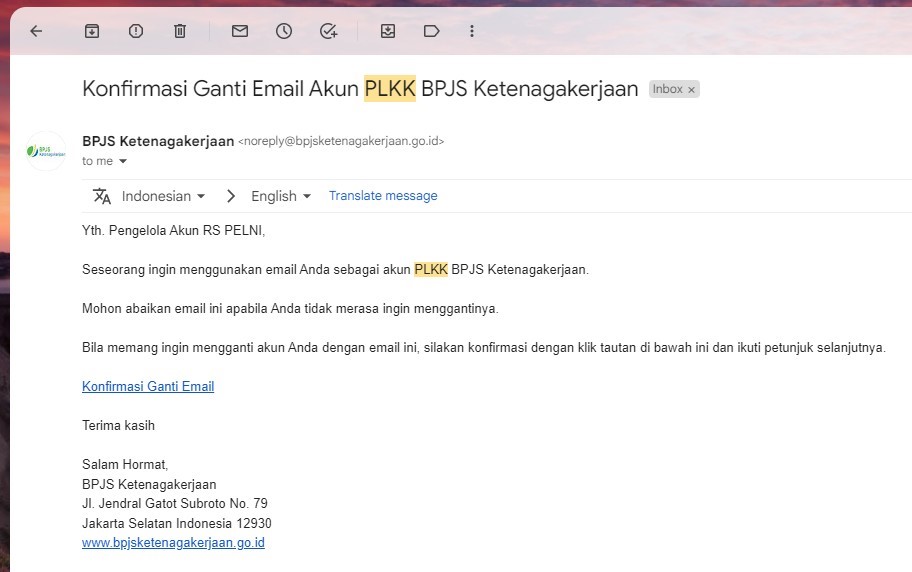 Konfirmasi Ganti Email Akun PLKK BPJS Ketenagakerjaan Inbox ×
BPJS Ketenagakerjaan <noreply@bpjsketenagakerjaan.go.id>
BPJS
Ketenagakerjaan
to me
Indonesian > English Translate message
Yth. Pengelola Akun RS PELNI,
Seseorang ingin menggunakan email Anda sebagai akun PLKK BPJS Ketenagakerjaan.
Mohon abaikan email ini apabila Anda tidak merasa ingin menggantinya.
Bila memang ingin mengganti akun Anda dengan email ini, silakan konfirmasi dengan klik tautan di bawah ini dan ikuti petunjuk selanjutnya.
Konfirmasi Ganti Email
Terima kasih
Salam Hormat,
BPJS Ketenagakerjaan
Jl. Jendral Gatot Subroto No. 79
Jakarta Selatan Indonesia 12930
www.bpjsketenagakerjaan.go.id